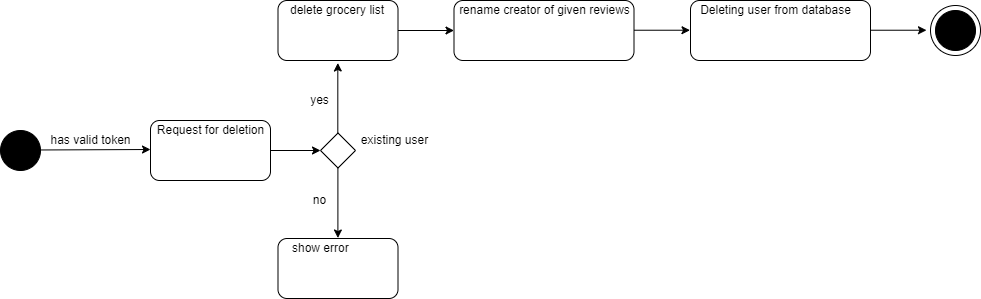 delete grocery list
rename creator of given reviews
Deleting user from database
yes
has valid token
Request for deletion
existing user
no
show error